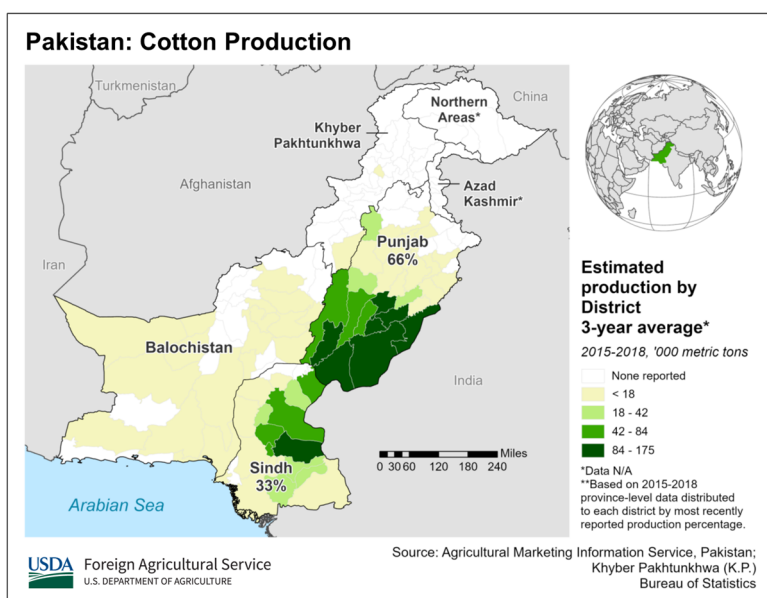 Pakistan: Cotton Production
Turkmenistan
China
Northern
Areas*
Khyber
Pakhtunkhwa
Afghanistan
Azad
Kashmir*
Iran
Punjab
66%
Balochistan
India
Sindh
33%
Arabian Sea
Miles
0 30 60 120 180 240
Estimated
production by
District
3-year average*
2015-2018, '000 metric tons
None reported
< 18
18 - 42
42 - 84
84 - 175
*Data N/A
**Based on 2015-2018
province-level data distributed
to each district by most recently
reported production percentage.
USDA
Foreign Agricultural Service
U.S. DEPARTMENT OF AGRICULTURE
Source: Agricultural Marketing Information Service, Pakistan;
Khyber Pakhtunkhwa (K.P.)
Bureau of Statistics